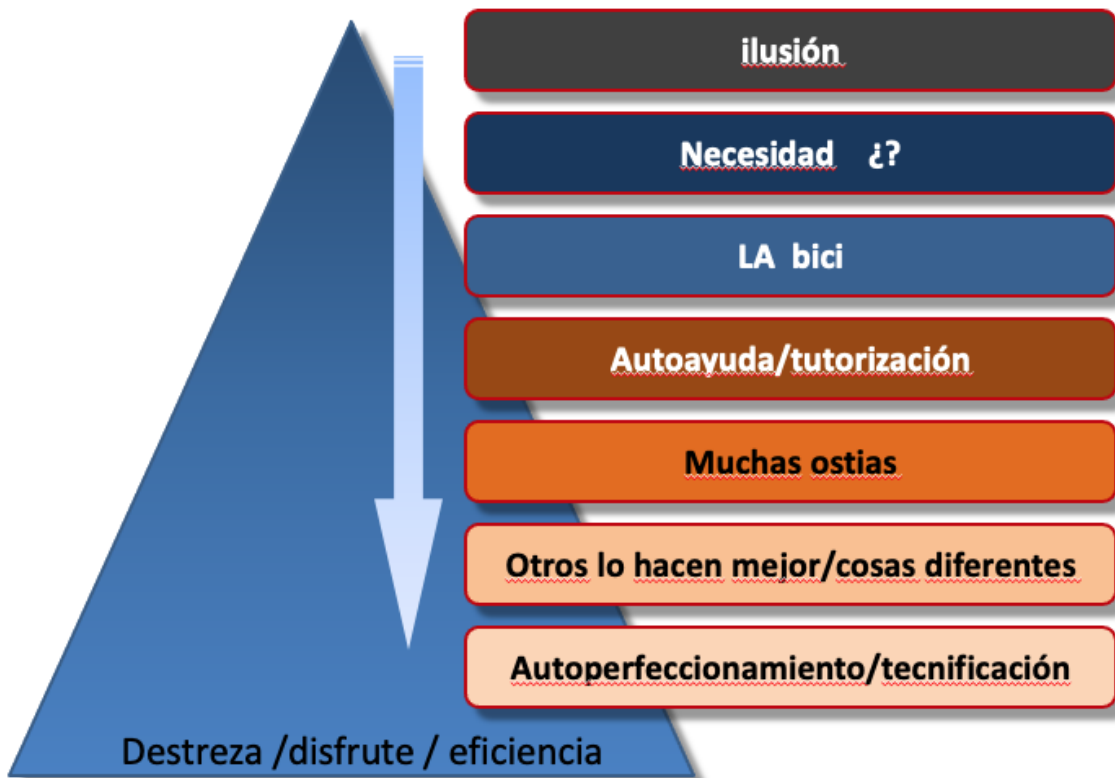 ilusión
Necesidad ¿?
LA bici
Autoayuda/tutorización
Muchas ostias
Otros lo hacen mejor/cosas diferentes
Autoperfeccionamiento/tecnificación
Destreza /disfrute / eficiencia